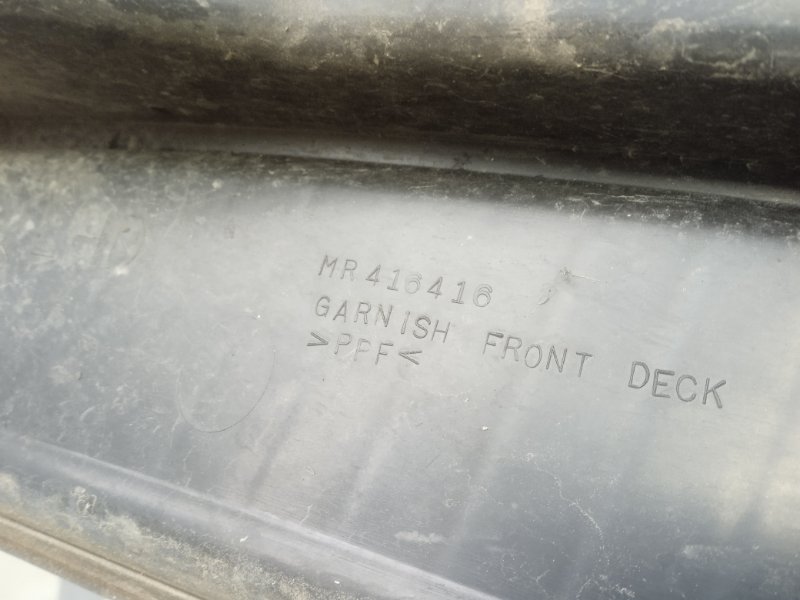 MR416416
GARNISH FRONT DECK
>PPF<